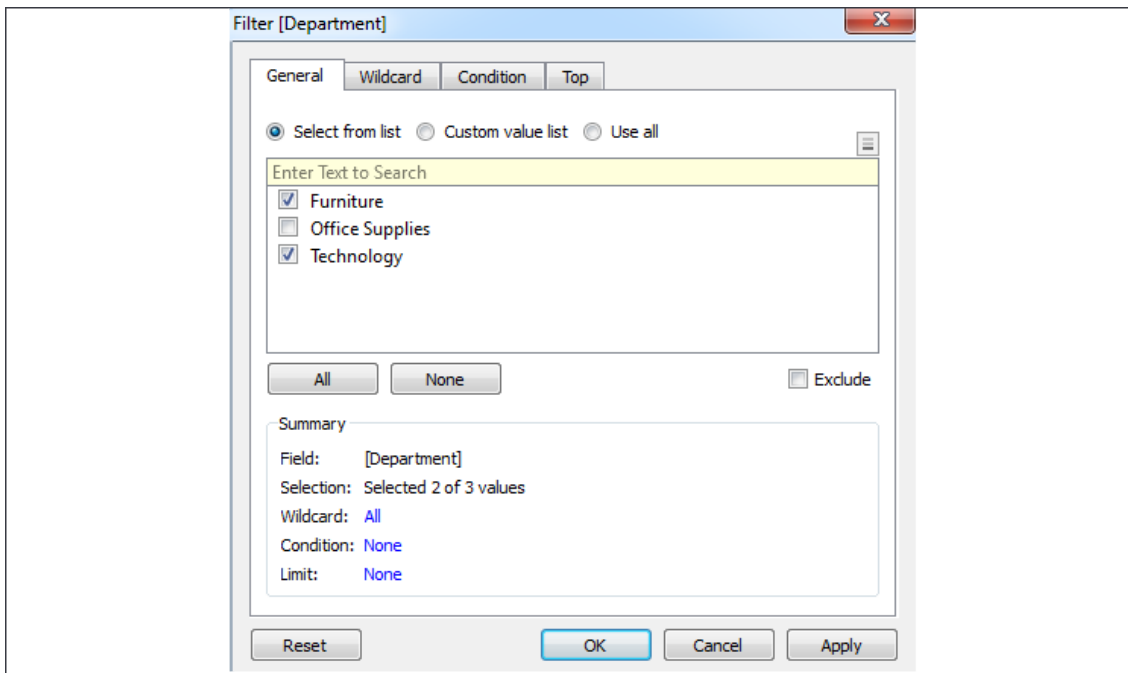 Filter [Department]
General Wildcard Condition Top
Select from list Custom value list Use all
Enter Text to Search
Furniture
Office Supplies
Technology
All None Exclude
Summary
Field: [Department]
Selection: Selected 2 of 3 values
Wildcard: All
Condition: None
Limit: None
Reset OK Cancel Apply